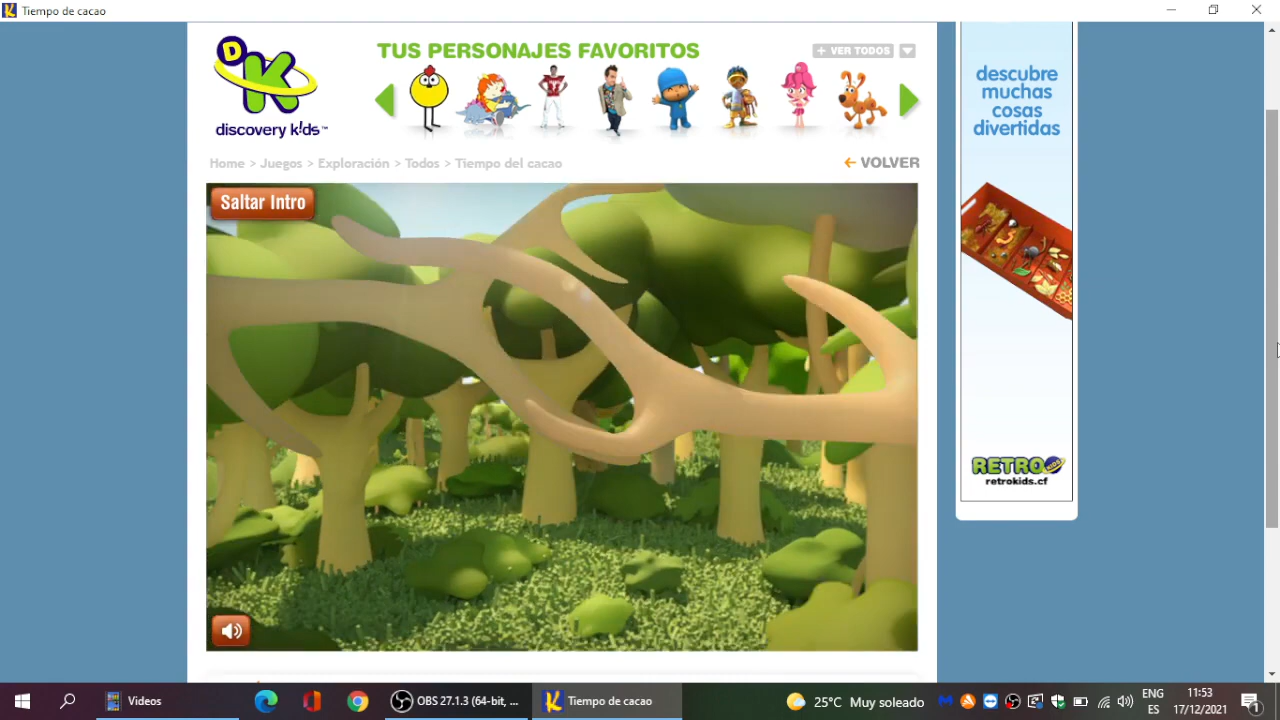 Tiempo de cacao
D
K
discovery k!ds™
TUS PERSONAJES FAVORITOS
+ VER TODOS
Home > Juegos > Exploración > Todos > Tiempo del cacao
← VOLVER
Saltar Intro
descubre
muchas
cosas
divertidas
RETRO
retrokids.cf
Videos
OBS 27.1.3 (64-bit, ...
Tiempo de cacao
25°C Muy soleado
ENG
ES
11:53
17/12/2021
1